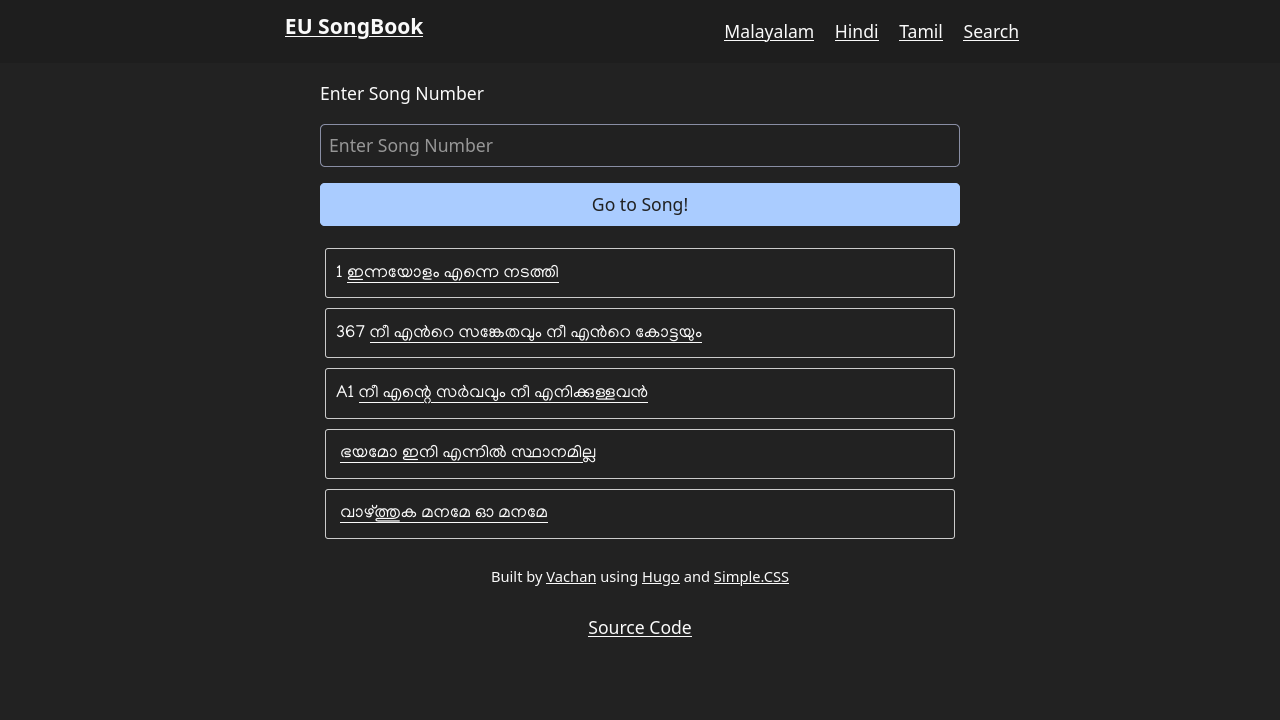 EU SongBook
Malayalam Hindi Tamil Search
Enter Song Number
Enter Song Number
Go to Song!
1 ഇന്നയോളം എന്നെ നടത്തി
367 നീ എൻറെ സങ്കേതവും നീ എൻറെ കോട്ടയും
A1 നീ എന്റെ സർവവും നീ എനിക്കുള്ളവൻ
ഭയമോ ഇനി എന്നിൽ സ്ഥാനമില്ല
വാഴ്ത്തുക മനമേ ഓ മനമേ
Built by Vachan using Hugo and Simple.CSS
Source Code